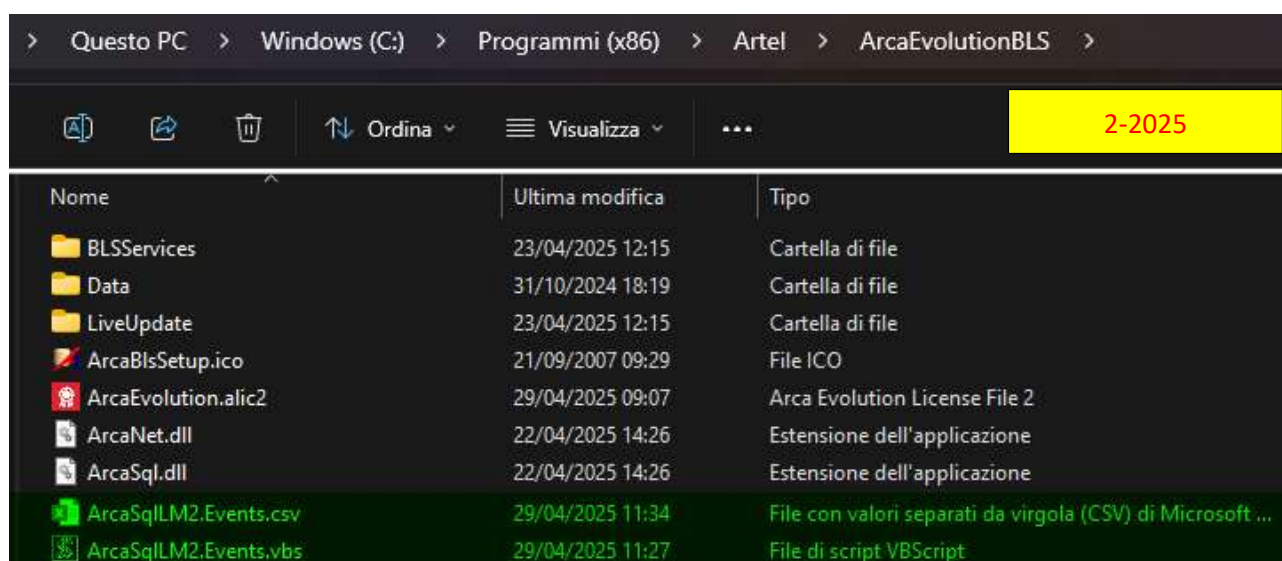 > Questo PC > Windows (C:) > Programmi (x86) > Artel > ArcaEvolutionBLS >
Ordina Visualizza ••• 2-2025
Nome Ultima modifica Tipo
BLSServices 23/04/2025 12:15 Cartella di file
Data 31/10/2024 18:19 Cartella di file
LiveUpdate 23/04/2025 12:15 Cartella di file
ArcaBlsSetup.ico 21/09/2007 09:29 File ICO
ArcaEvolution.alic2 29/04/2025 09:07 Arca Evolution License File 2
ArcaNet.dll 22/04/2025 14:26 Estensione dell'applicazione
ArcaSql.dll 22/04/2025 14:26 Estensione dell'applicazione
ArcaSqlLM2.Events.csv 29/04/2025 11:34 File con valori separati da virgola (CSV) di Microsoft ...
ArcaSqlLM2.Events.vbs 29/04/2025 11:27 File di script VBScript